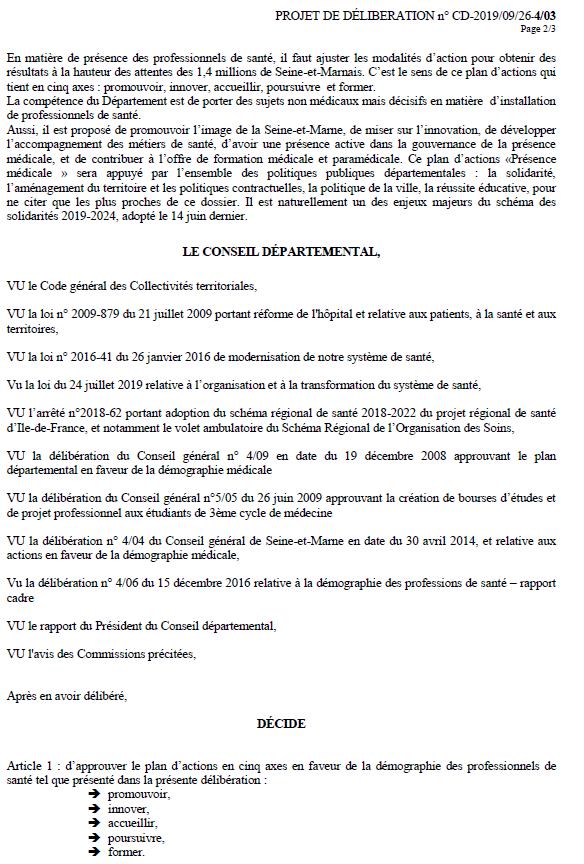 PROJET DE DÉLIBERATION n° CD-2019/09/26-4/03
Page 2/3
En matière de présence des professionnels de santé, il faut ajuster les modalités d'action pour obtenir des
résultats à la hauteur des attentes des 1,4 millions de Seine-et-Marnais. C'est le sens de ce plan d'actions qui
tient en cinq axes : promouvoir, innover, accueillir, poursuivre et former.
La compétence du Département est de porter des sujets non médicaux mais décisifs en matière d'installation
de professionnels de santé.
Aussi, il est proposé de promouvoir l'image de la Seine-et-Marne, de miser sur l'innovation, de développer
l'accompagnement des métiers de santé, d'avoir une présence active dans la gouvernance de la présence
médicale, et de contribuer à l'offre de formation médicale et paramédicale. Ce plan d'actions «Présence
médicale » sera appuyé par l'ensemble des politiques publiques départementales : la solidarité,
l'aménagement du territoire et les politiques contractuelles, la politique de la ville, la réussite éducative, pour
ne citer que les plus proches de ce dossier. Il est naturellement un des enjeux majeurs du schéma des
solidarités 2019-2024, adopté le 14 juin dernier.
LE CONSEIL DÉPARTEMENTAL,
VU le Code général des Collectivités territoriales,
VU la loi n° 2009-879 du 21 juillet 2009 portant réforme de l'hôpital et relative aux patients, à la santé et aux
territoires,
VU la loi n° 2016-41 du 26 janvier 2016 de modernisation de notre système de santé,
Vu la loi du 24 juillet 2019 relative à l'organisation et à la transformation du système de santé,
VU l'arrêté n°2018-62 portant adoption du schéma régional de santé 2018-2022 du projet régional de santé
d'Ile-de-France, et notamment le volet ambulatoire du Schéma Régional de l'Organisation des Soins,
VU la délibération du Conseil général n° 4/09 en date du 19 décembre 2008 approuvant le plan
départemental en faveur de la démographie médicale
VU la délibération du Conseil général n°5/05 du 26 juin 2009 approuvant la création de bourses d'études et
de projet professionnel aux étudiants de 3ème cycle de médecine
VU la délibération n° 4/04 du Conseil général de Seine-et-Marne en date du 30 avril 2014, et relative aux
actions en faveur de la démographie médicale,
Vu la délibération n° 4/06 du 15 décembre 2016 relative à la démographie des professions de santé – rapport
cadre
VU le rapport du Président du Conseil départemental,
VU l'avis des Commissions précitées,
Après en avoir délibéré,
DÉCIDE
Article 1 : d'approuver le plan d'actions en cinq axes en faveur de la démographie des professionnels de
santé tel que présenté dans la présente délibération :
➔ promouvoir,
➔ innover,
➔ accueillir,
➔ poursuivre,
➔ former.